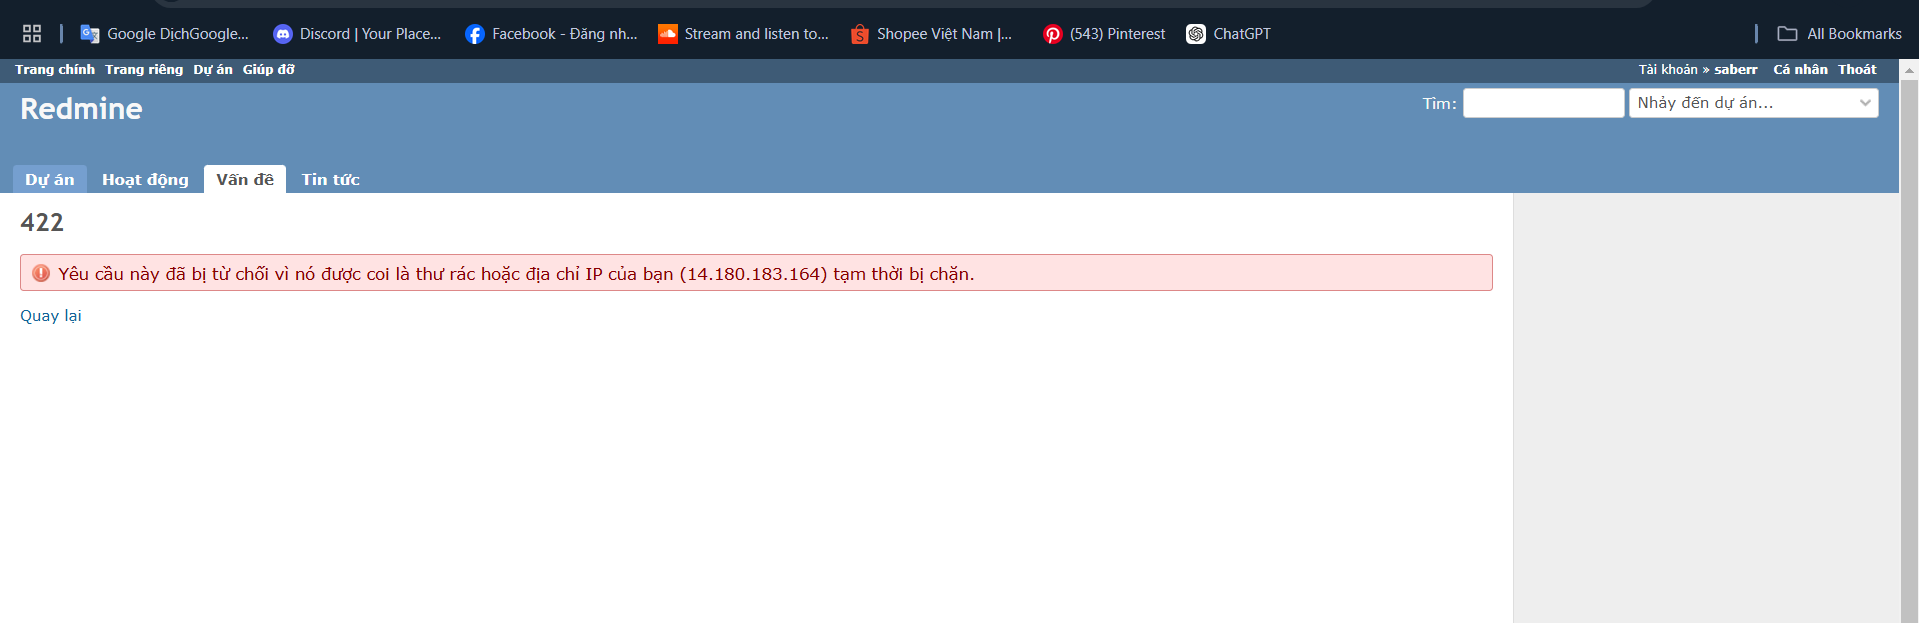 Google DịchGoogle... Discord | Your Place... Facebook - Đăng nh... Stream and listen to... Shopee Việt Nam |... (543) Pinterest ChatGPT All Bookmarks
Trang chính Trang riêng Dự án Giúp đỡ Tài khoản » saberr Cá nhân Thoát
Redmine Tìm: Nhảy đến dự án...
Dự án Hoạt động Vấn đề Tin tức
422
Yêu cầu này đã bị từ chối vì nó được coi là thư rác hoặc địa chỉ IP của bạn (14.180.183.164) tạm thời bị chặn.
Quay lại